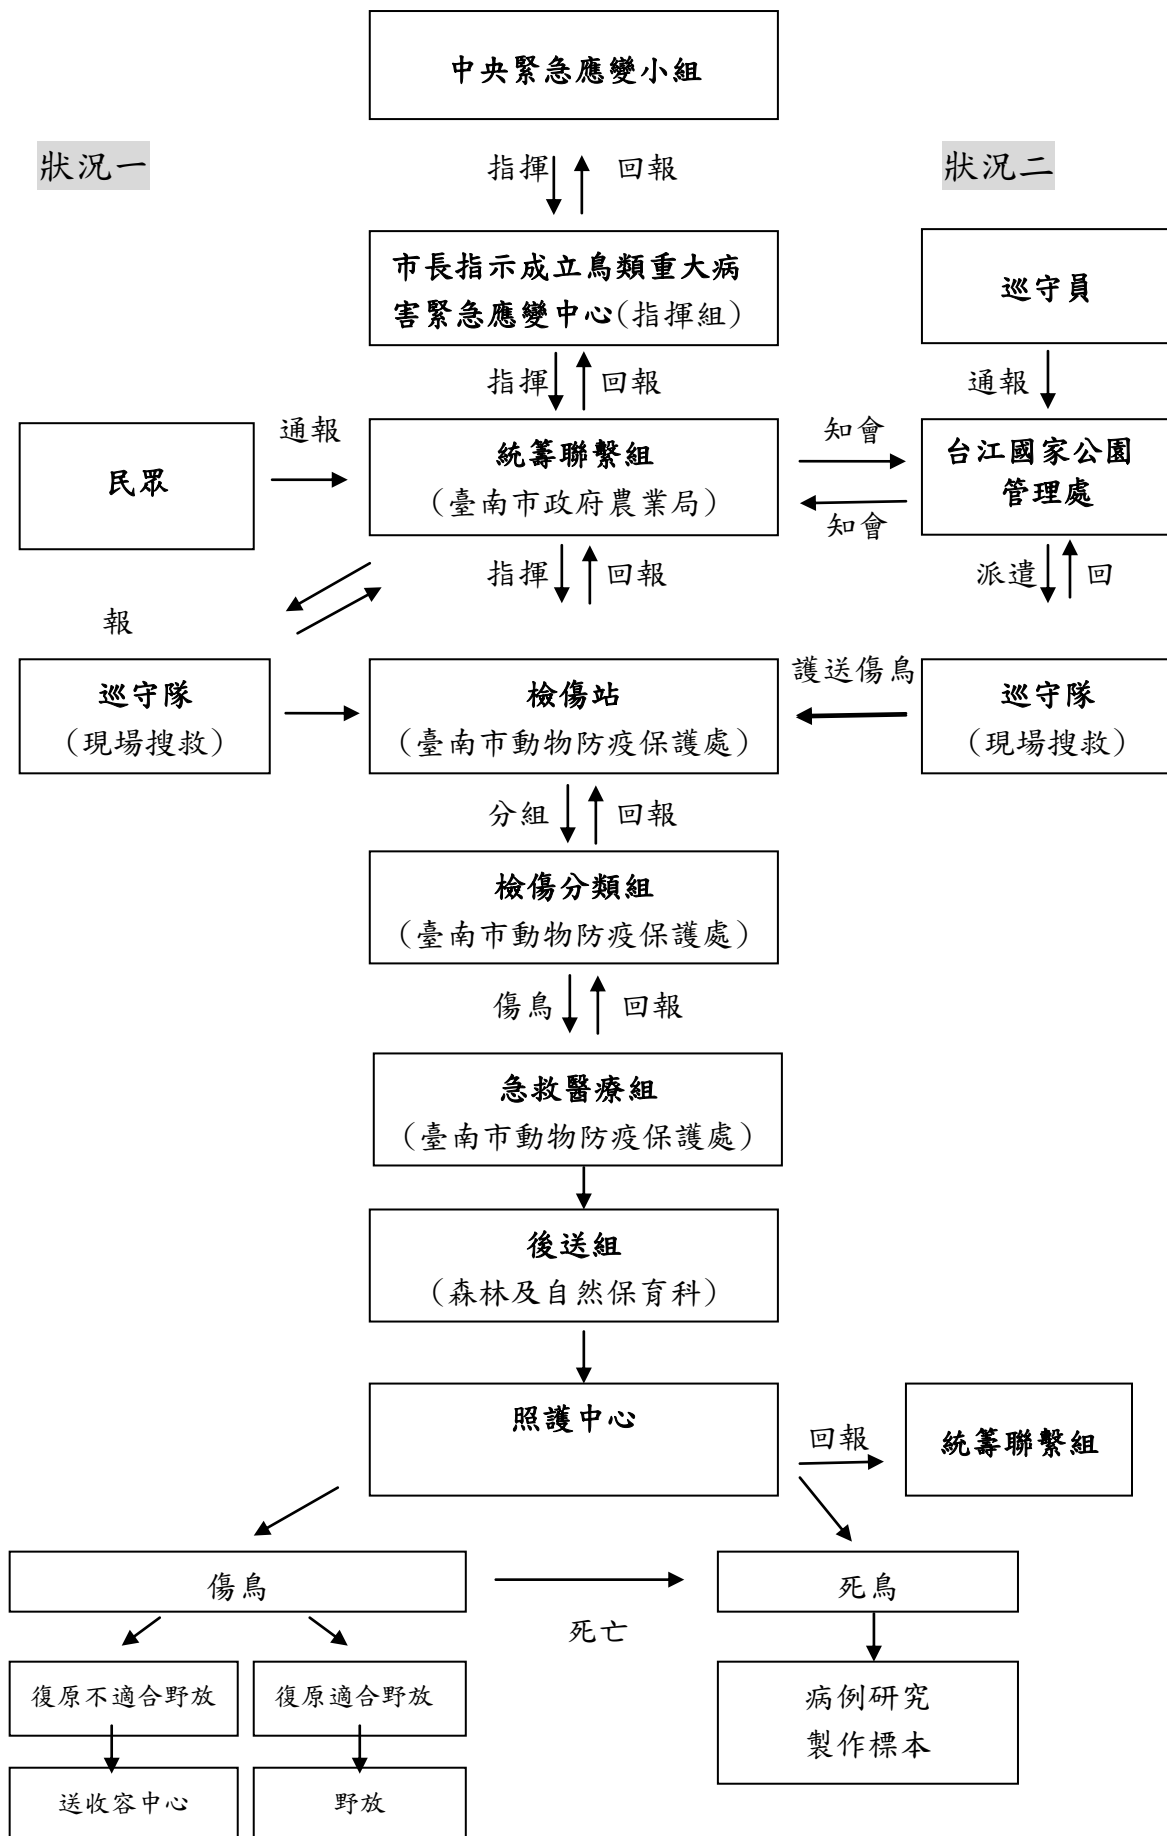 中央緊急應變小組
狀況一
指揮
回報
狀況二
市長指示成立鳥類重大病
害緊急應變中心(指揮組)
巡守員
指揮
回報
通報
民眾
通報
統籌聯繫組
(臺南市政府農業局)
知會
知會
台江國家公園
管理處
指揮
回報
派遣
回
報
巡守隊
(現場搜救)
檢傷站
(臺南市動物防疫保護處)
護送傷鳥
巡守隊
(現場搜救)
分組
回報
檢傷分類組
(臺南市動物防疫保護處)
傷鳥
回報
急救醫療組
(臺南市動物防疫保護處)
後送組
(森林及自然保育科)
照護中心
回報
統籌聯繫組
傷鳥
死亡
死鳥
復原不適合野放
復原適合野放
病例研究
製作標本
送收容中心
野放